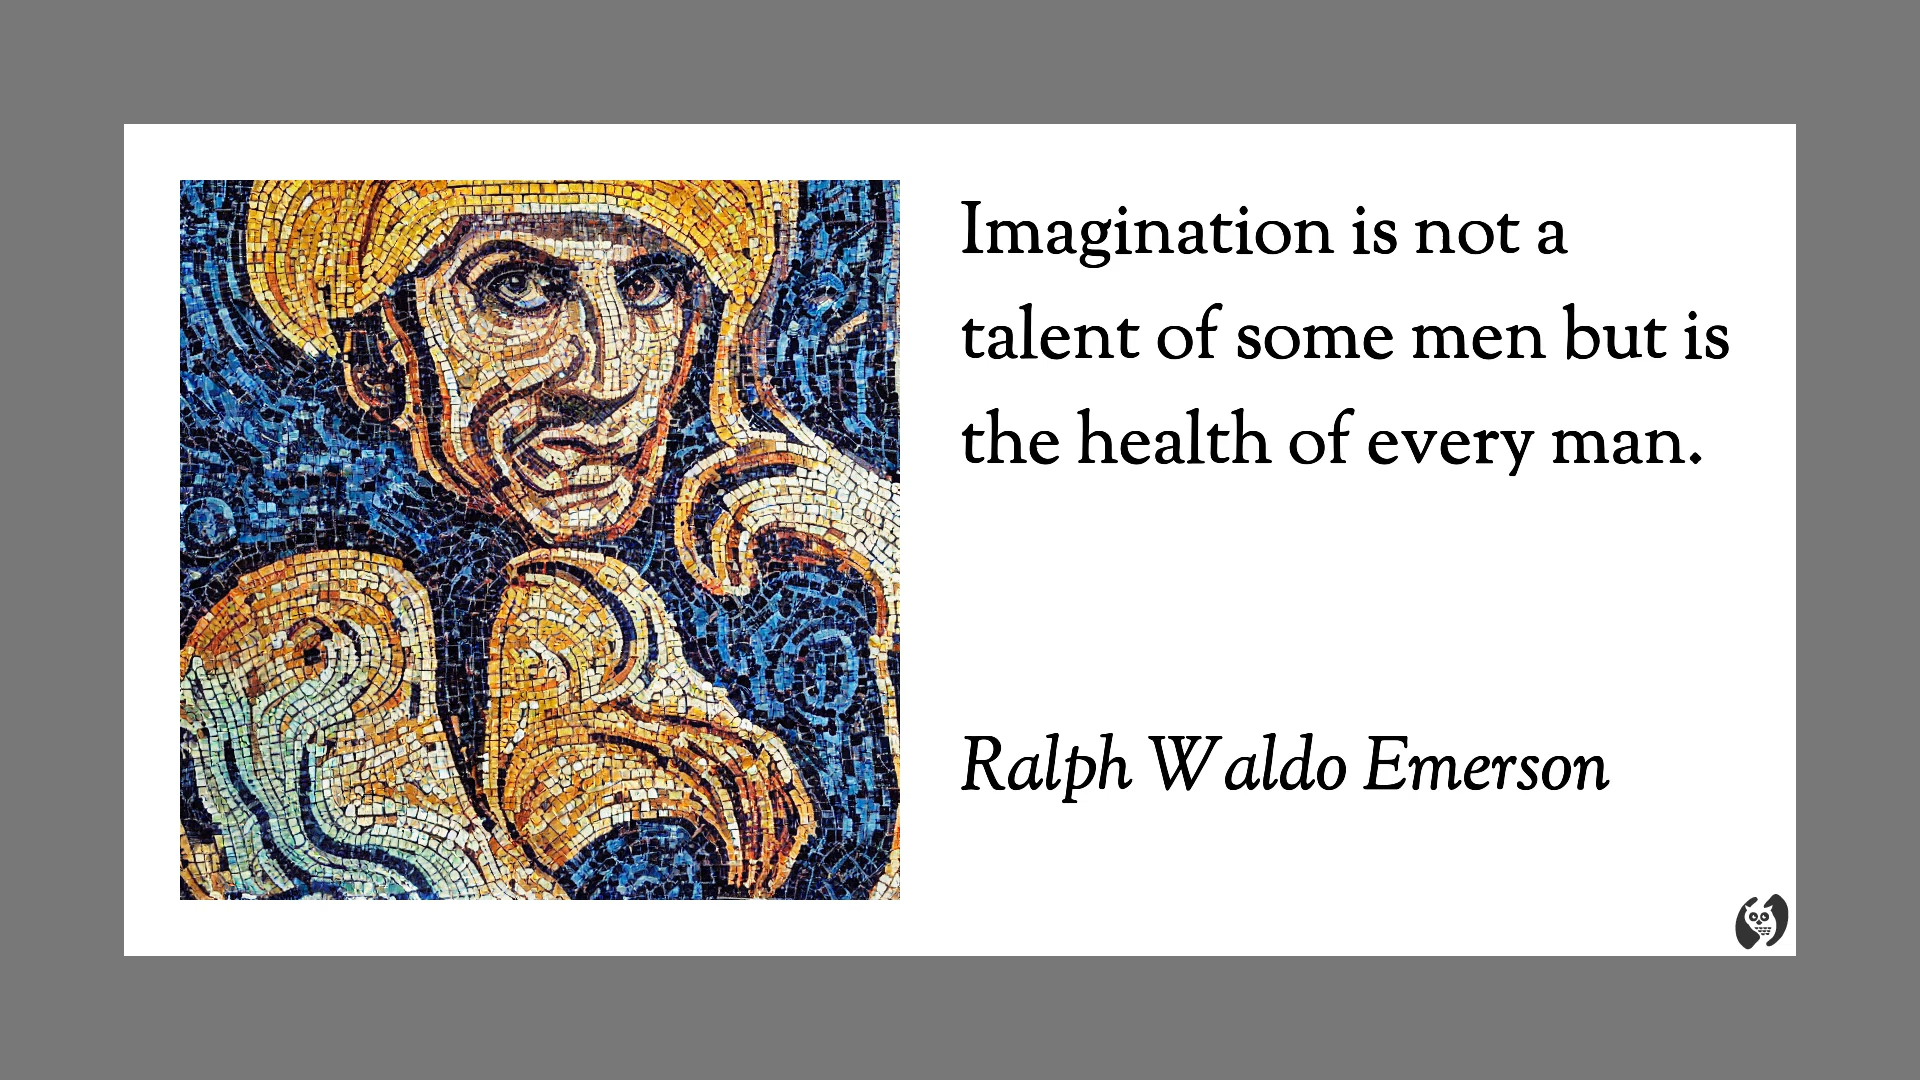 Imagination is not a
talent of some men but is
the health of every man.
Ralph Waldo Emerson